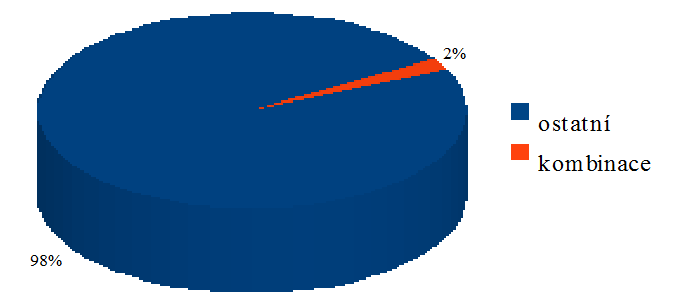 2%
ostatní
kombinace
98%